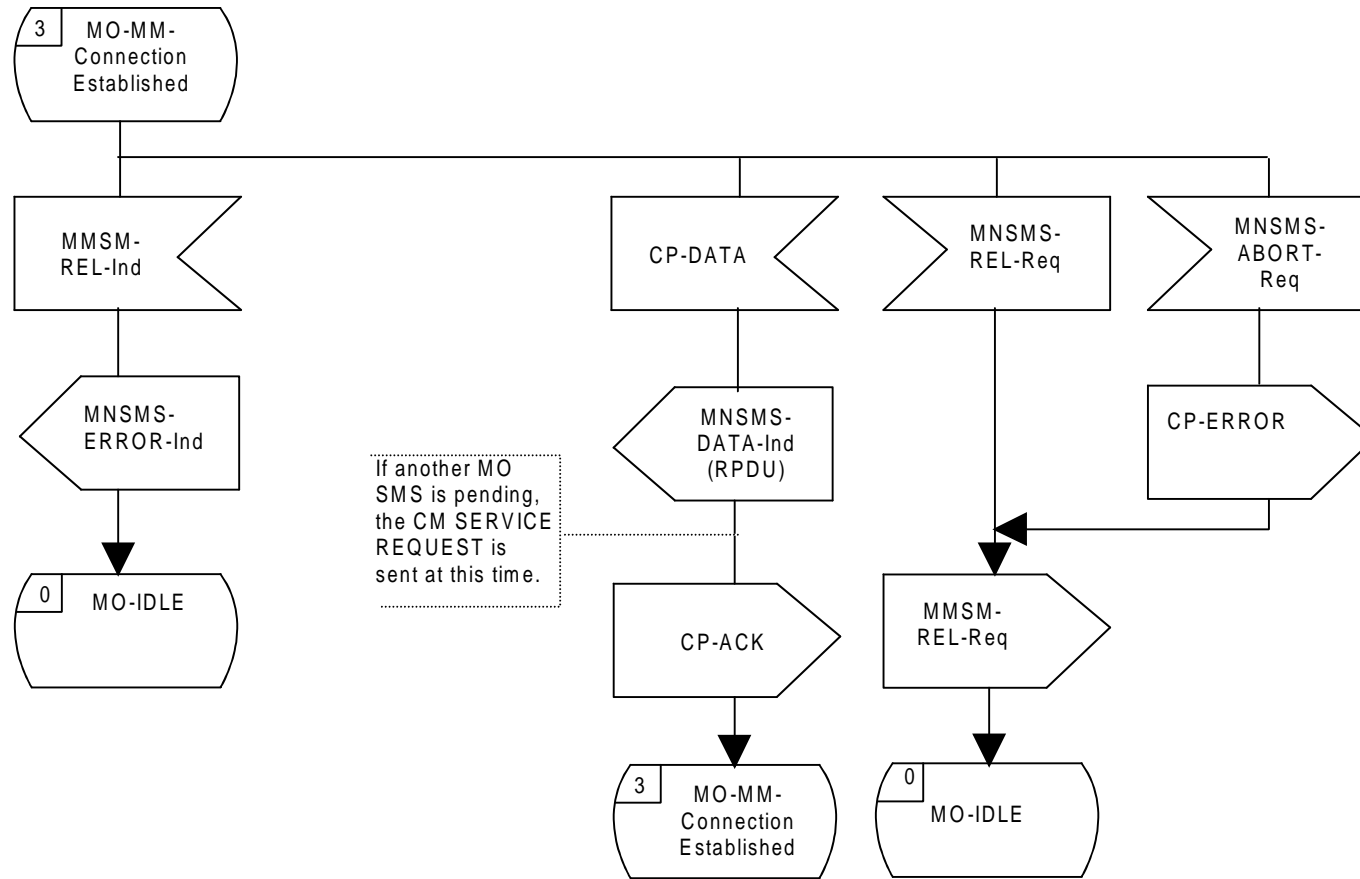 3
MO-MM-
Connection
Established
MMSM-
REL-Ind
CP-DATA
MNSMS-
REL-Req
MNSMS-
ABORT-
Req
MNSMS-
ERROR-Ind
MNSMS-
DATA-Ind
(RPDU)
CP-ERROR
If another MO
SMS is pending,
the CM SERVICE
REQUEST is
sent at this time.
0
MO-IDLE
CP-ACK
MMSM-
REL-Req
3
MO-MM-
Connection
Established
0
MO-IDLE